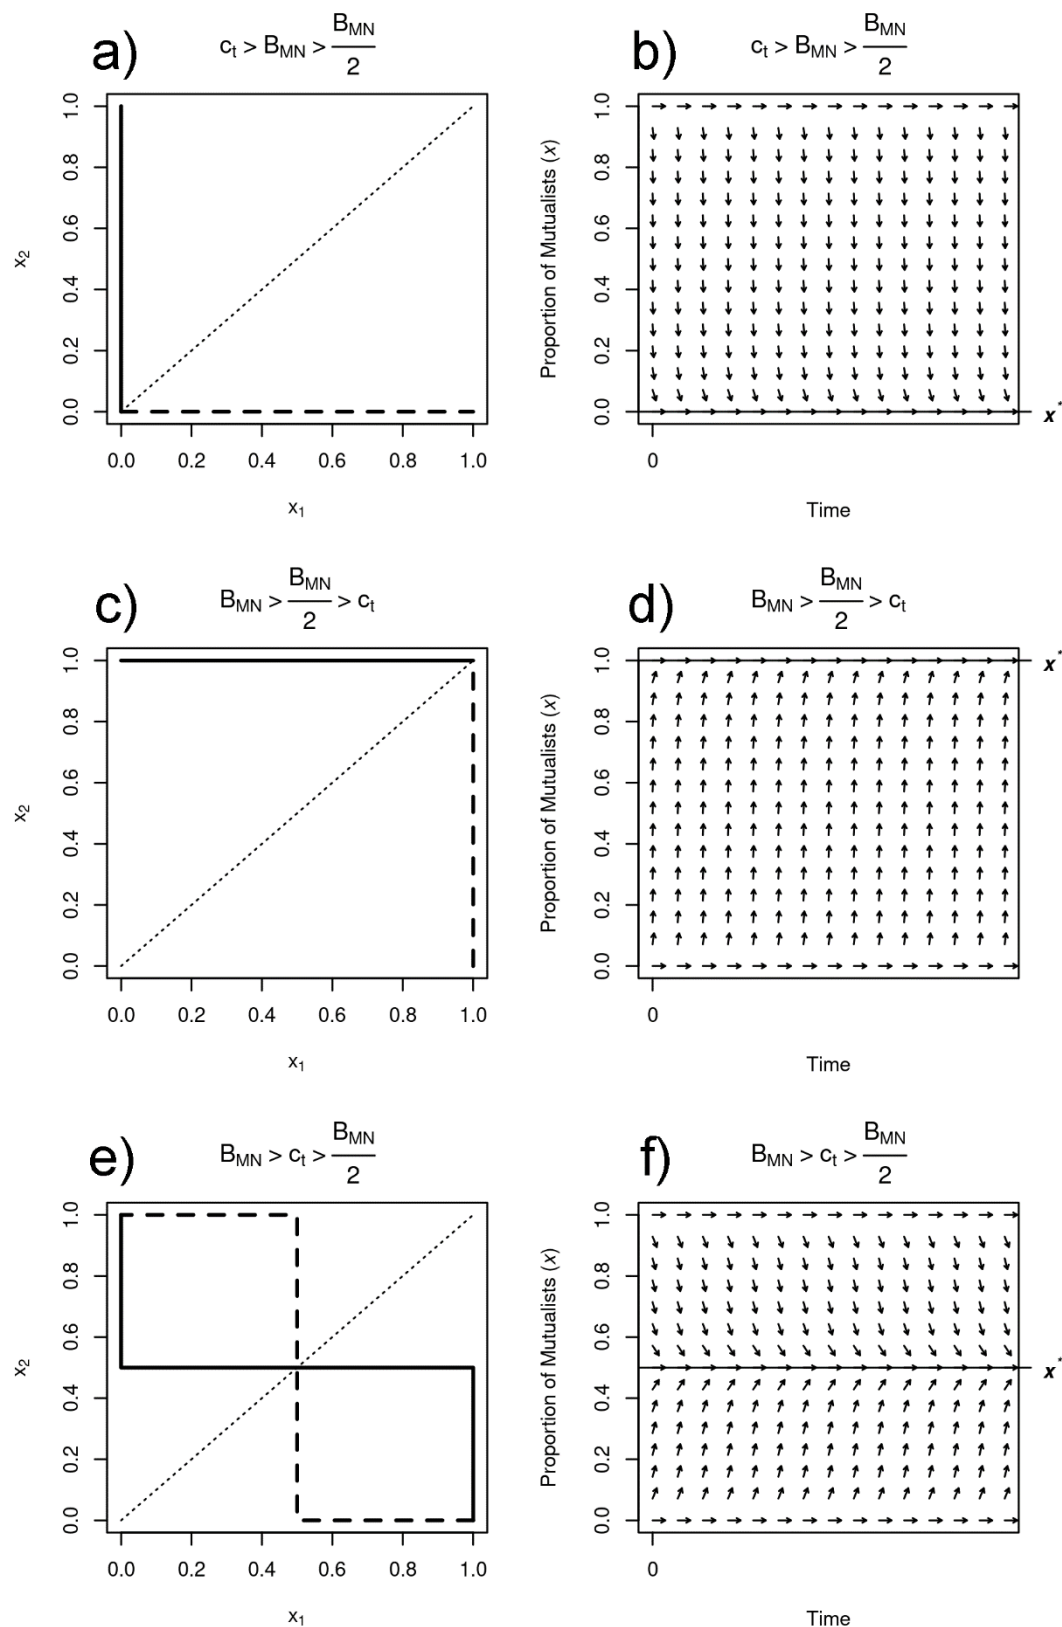 a)
c_t > B_MN > B_MN/2
b)
c_t > B_MN > B_MN/2
x_2
1.0
0.8
0.6
0.4
0.2
0.0
0.0 0.2 0.4 0.6 0.8 1.0
x_1
Proportion of Mutualists (x)
1.0
0.8
0.6
0.4
0.2
0.0
x*
0
Time
c)
B_MN > B_MN/2 > c_t
d)
B_MN > B_MN/2 > c_t
x_2
1.0
0.8
0.6
0.4
0.2
0.0
0.0 0.2 0.4 0.6 0.8 1.0
x_1
Proportion of Mutualists (x)
1.0
0.8
0.6
0.4
0.2
0.0
x*
0
Time
e)
B_MN > c_t > B_MN/2
f)
B_MN > c_t > B_MN/2
x_2
1.0
0.8
0.6
0.4
0.2
0.0
0.0 0.2 0.4 0.6 0.8 1.0
x_1
Proportion of Mutualists (x)
1.0
0.8
0.6
0.4
0.2
0.0
x*
0
Time